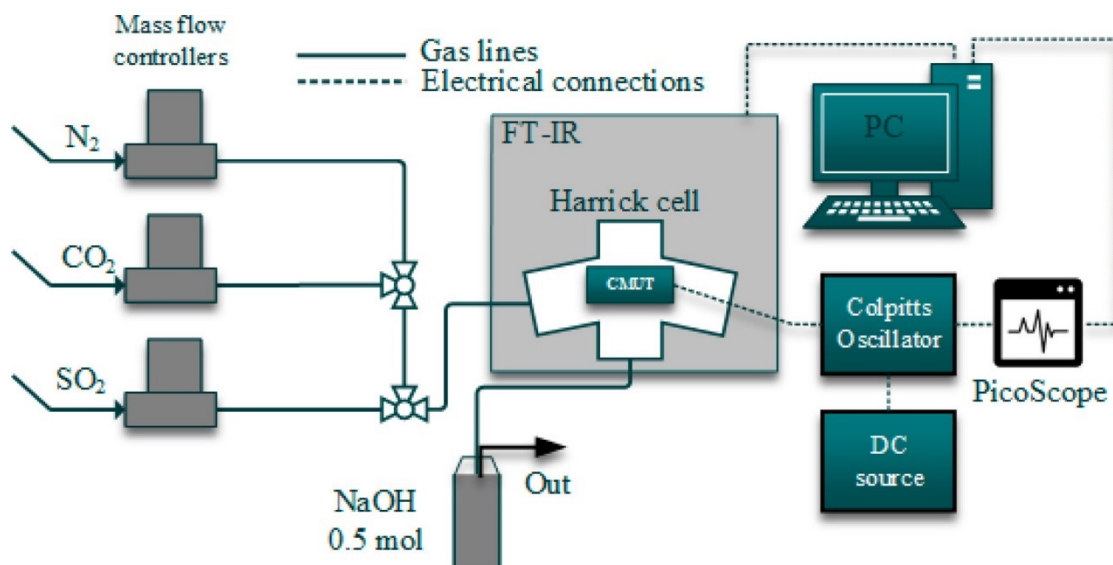 Mass flow
controllers
Gas lines
Electrical connections
N₂
CO₂
SO₂
FT-IR
Harrick cell
CMUT
PC
Colpitts
Oscillator
PicoScope
DC
source
Out
NaOH
0.5 mol